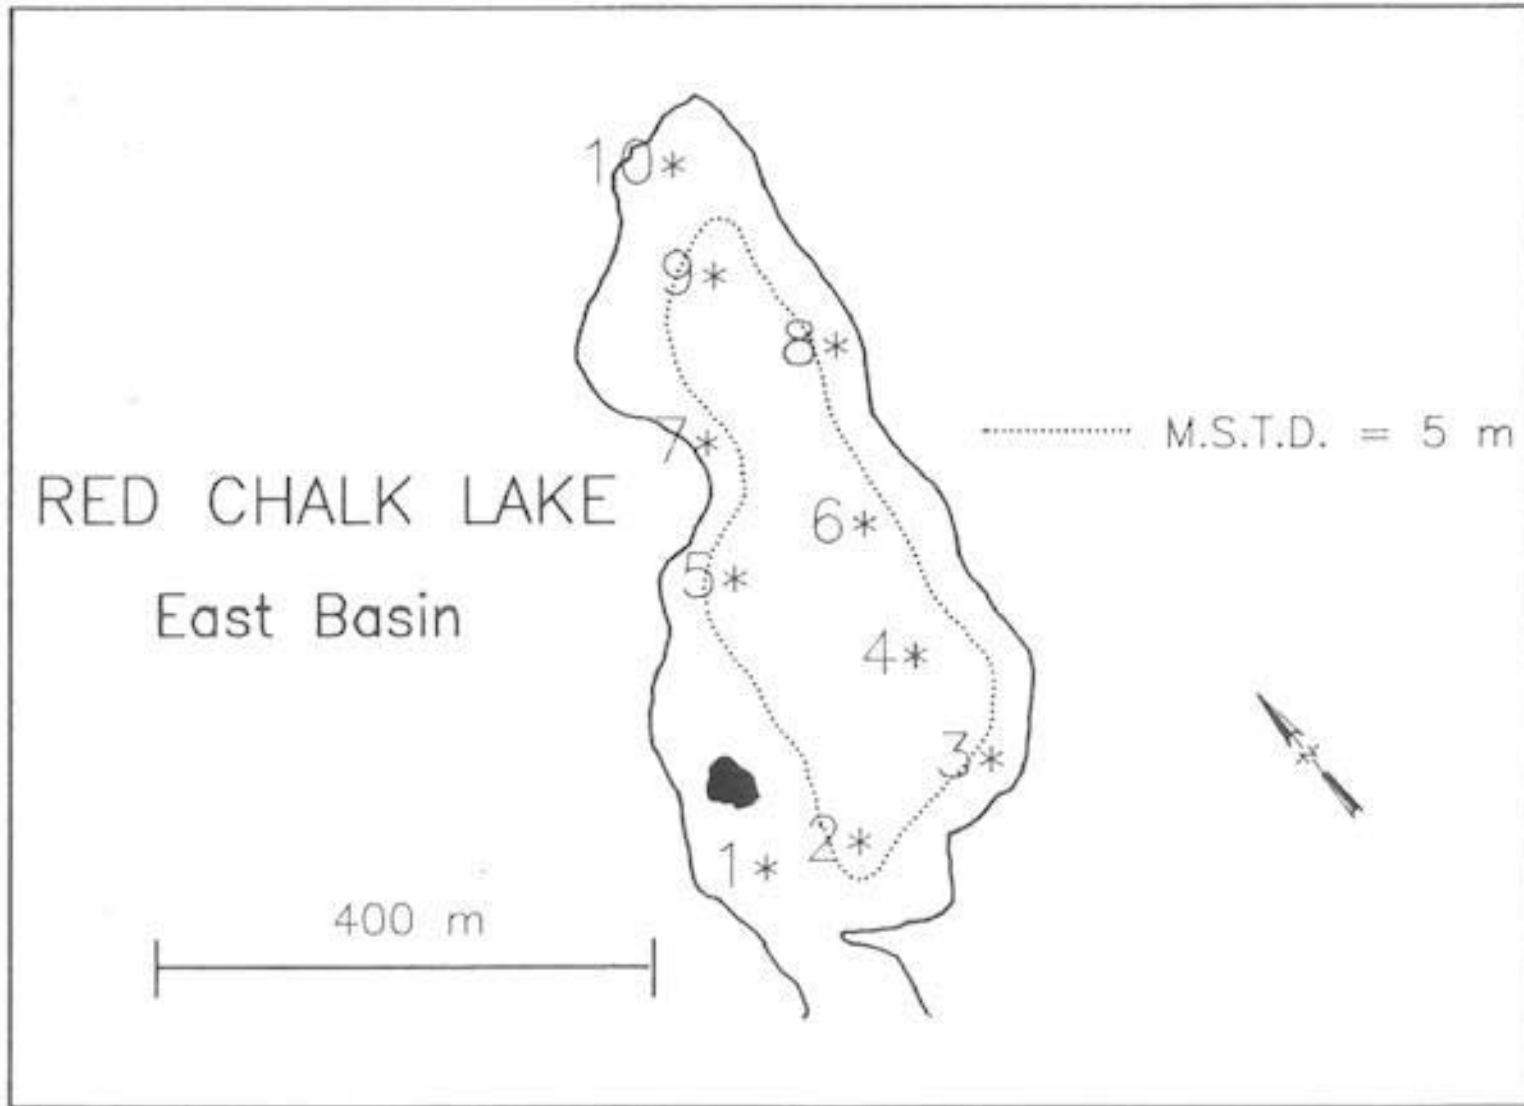 10*
9*
8*
7*
M.S.T.D. = 5 m
RED CHALK LAKE
6*
5*
East Basin
4*
3*
2*
1*
400 m